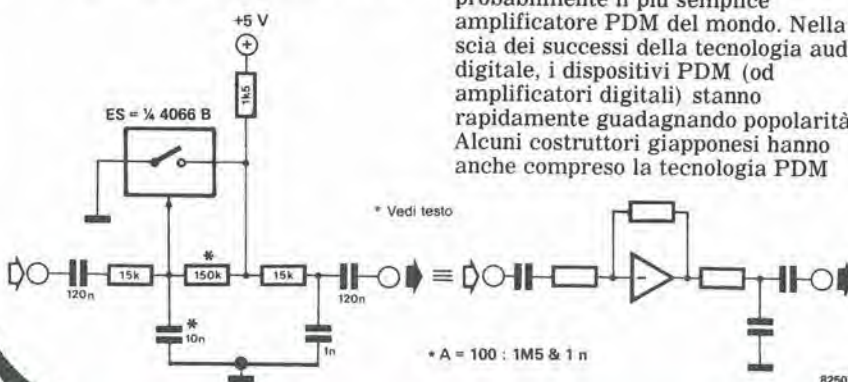 probabilmente il più semplice
amplificatore PDM del mondo. Nella
scia dei successi della tecnologia aud
digitale, i dispositivi PDM (od
amplificatori digitali) stanno
rapidamente guadagnando popolarità
Alcuni costruttori giapponesi hanno
anche compreso la tecnologia PDM
+5 V
1k5
ES = ¼ 4066 B
* Vedi testo
120n
15k
*
150k
15k
120n
*
10n
1n
* A = 100 : 1M5 & 1 n
8250